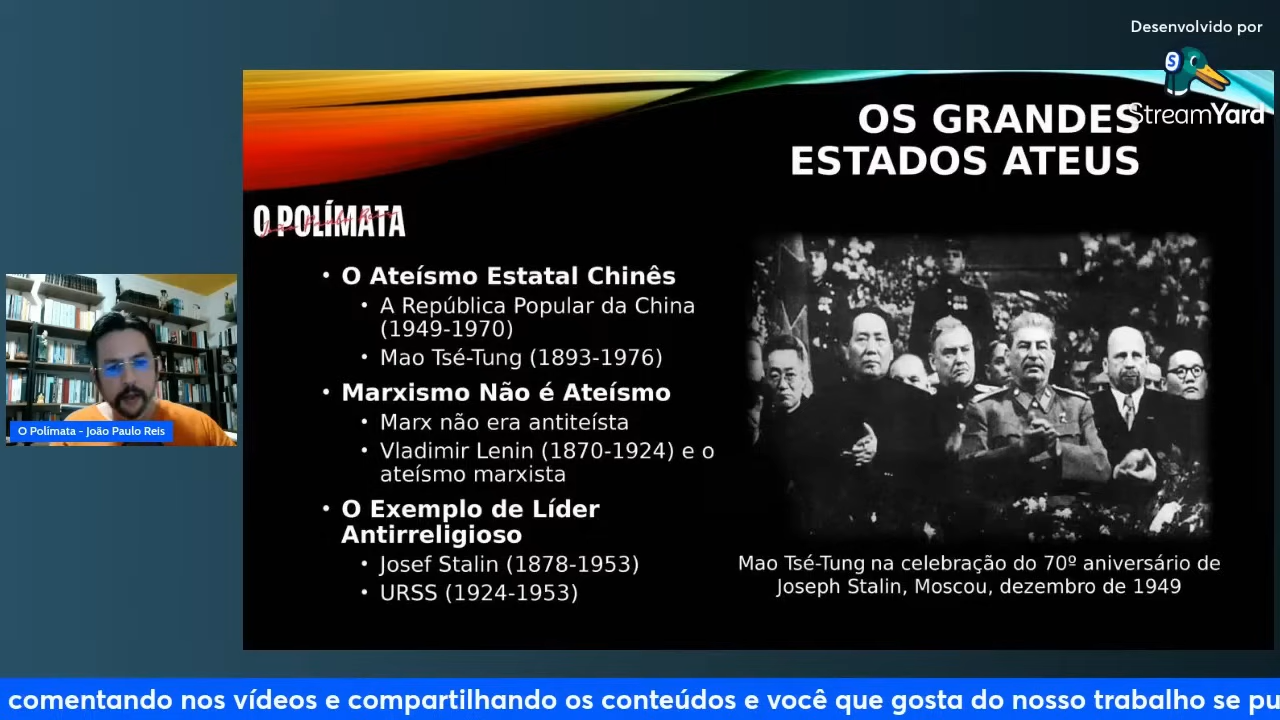 Desenvolvido por
StreamYard
OS GRANDES
ESTADOS ATEUS
O POLÍMATA
João Paulo Reis
• O Ateísmo Estatal Chinês
• A República Popular da China
(1949-1970)
• Mao Tsé-Tung (1893-1976)
• Marxismo Não é Ateísmo
• Marx não era antiteísta
• Vladimir Lenin (1870-1924) e o
ateísmo marxista
• O Exemplo de Líder
Antirreligioso
• Josef Stalin (1878-1953)
• URSS (1924-1953)
Mao Tsé-Tung na celebração do 70º aniversário de
Joseph Stalin, Moscou, dezembro de 1949
O Polímata - João Paulo Reis
comentando nos vídeos e compartilhando os conteúdos e você que gosta do nosso trabalho se pu